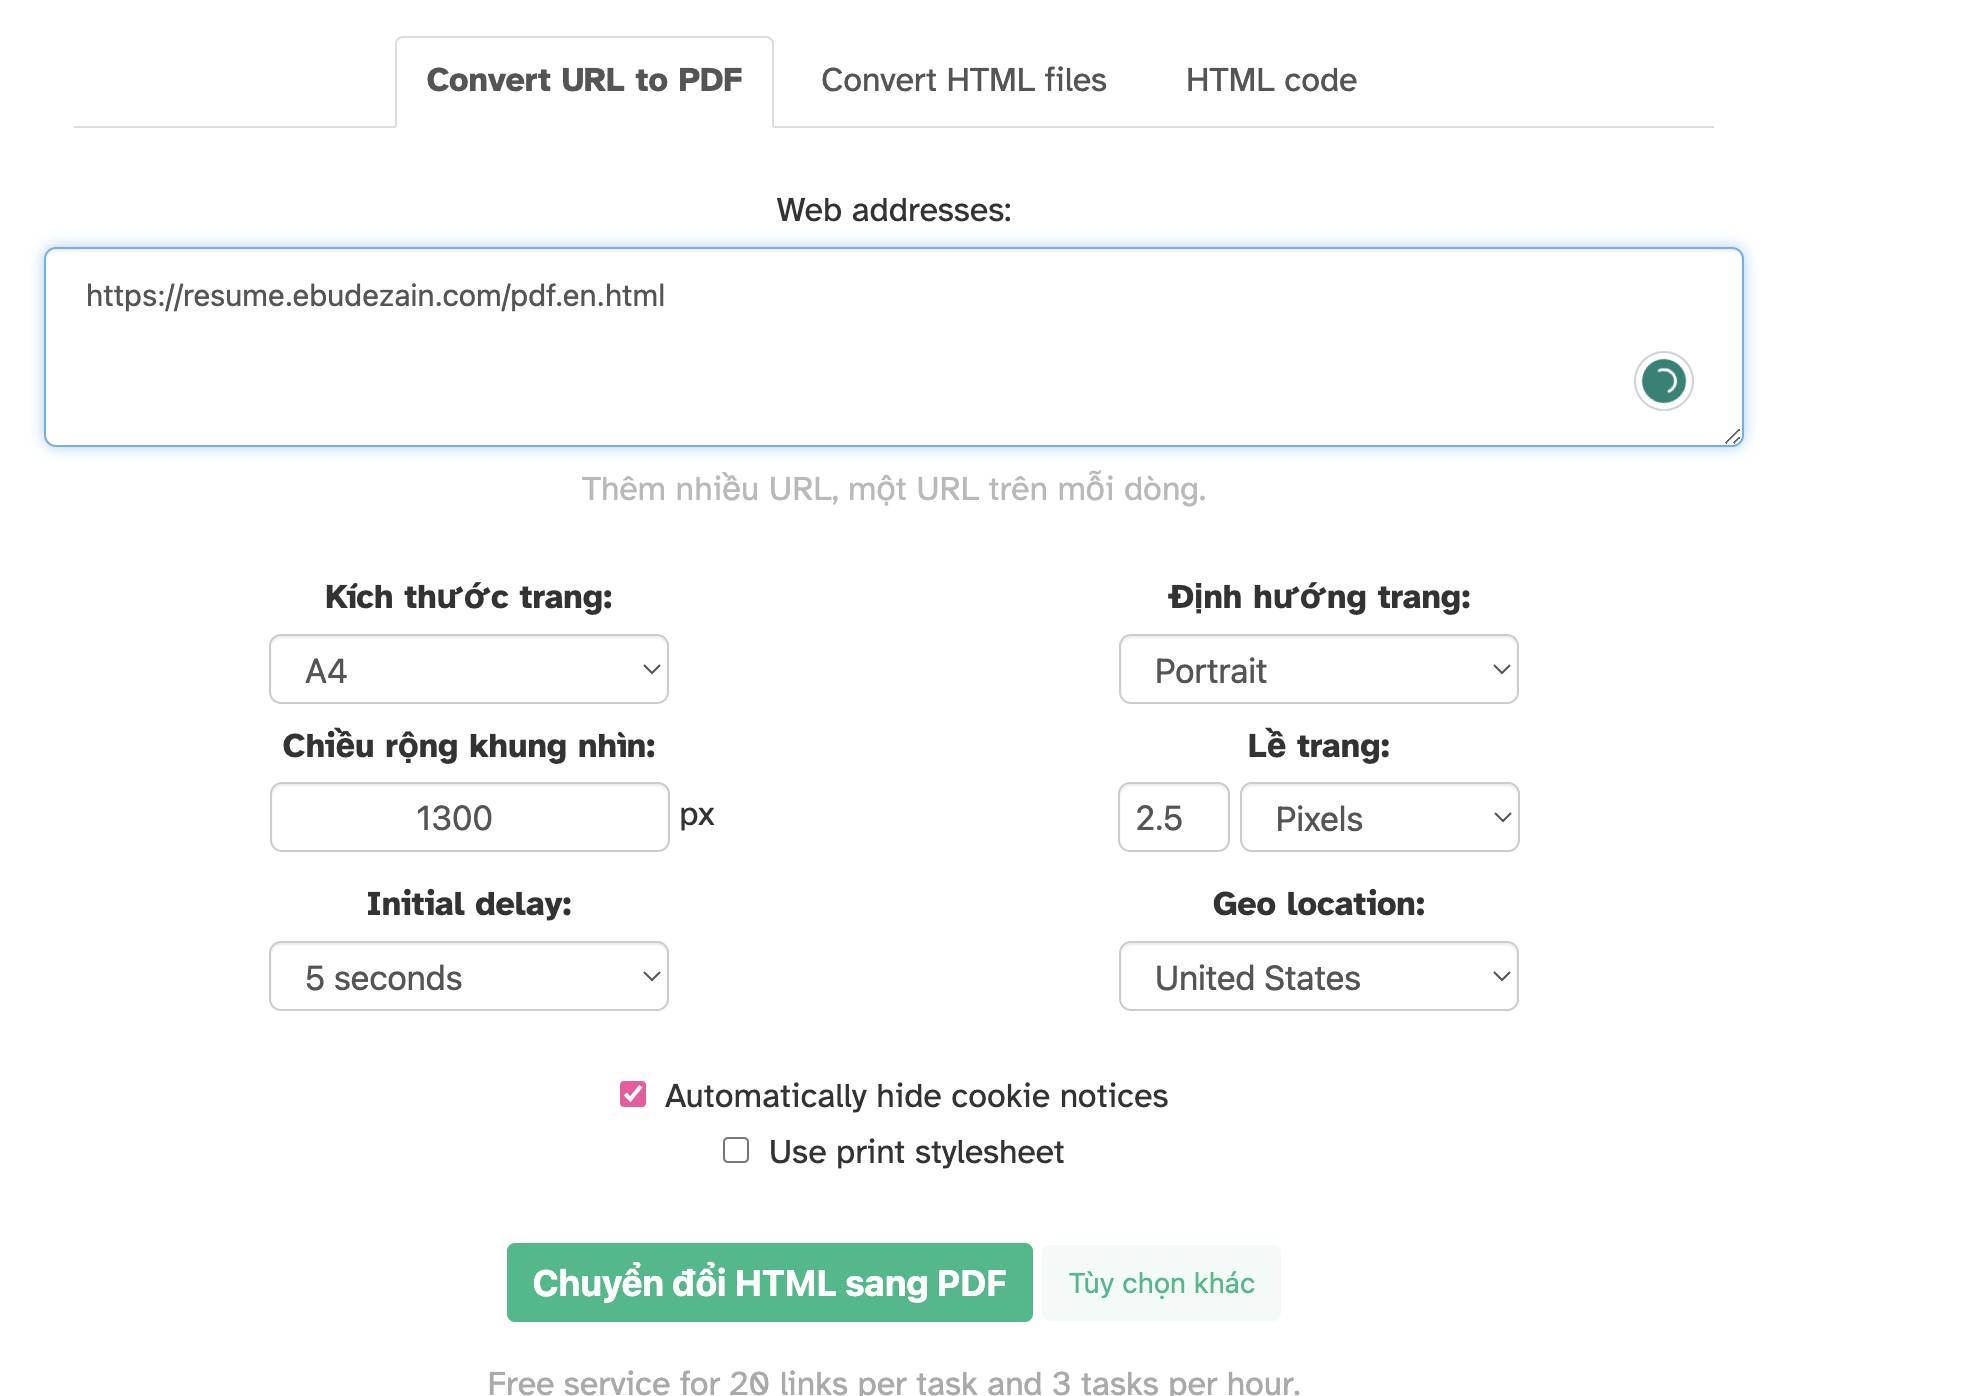 Convert URL to PDF
Convert HTML files
HTML code
Web addresses:
https://resume.ebudezain.com/pdf.en.html
Thêm nhiều URL, một URL trên mỗi dòng.
Kích thước trang:
Định hướng trang:
A4
Portrait
Chiều rộng khung nhìn:
Lề trang:
1300 px
2.5 Pixels
Initial delay:
Geo location:
5 seconds
United States
Automatically hide cookie notices
Use print stylesheet
Chuyển đổi HTML sang PDF
Tùy chọn khác
Free service for 20 links per task and 3 tasks per hour.